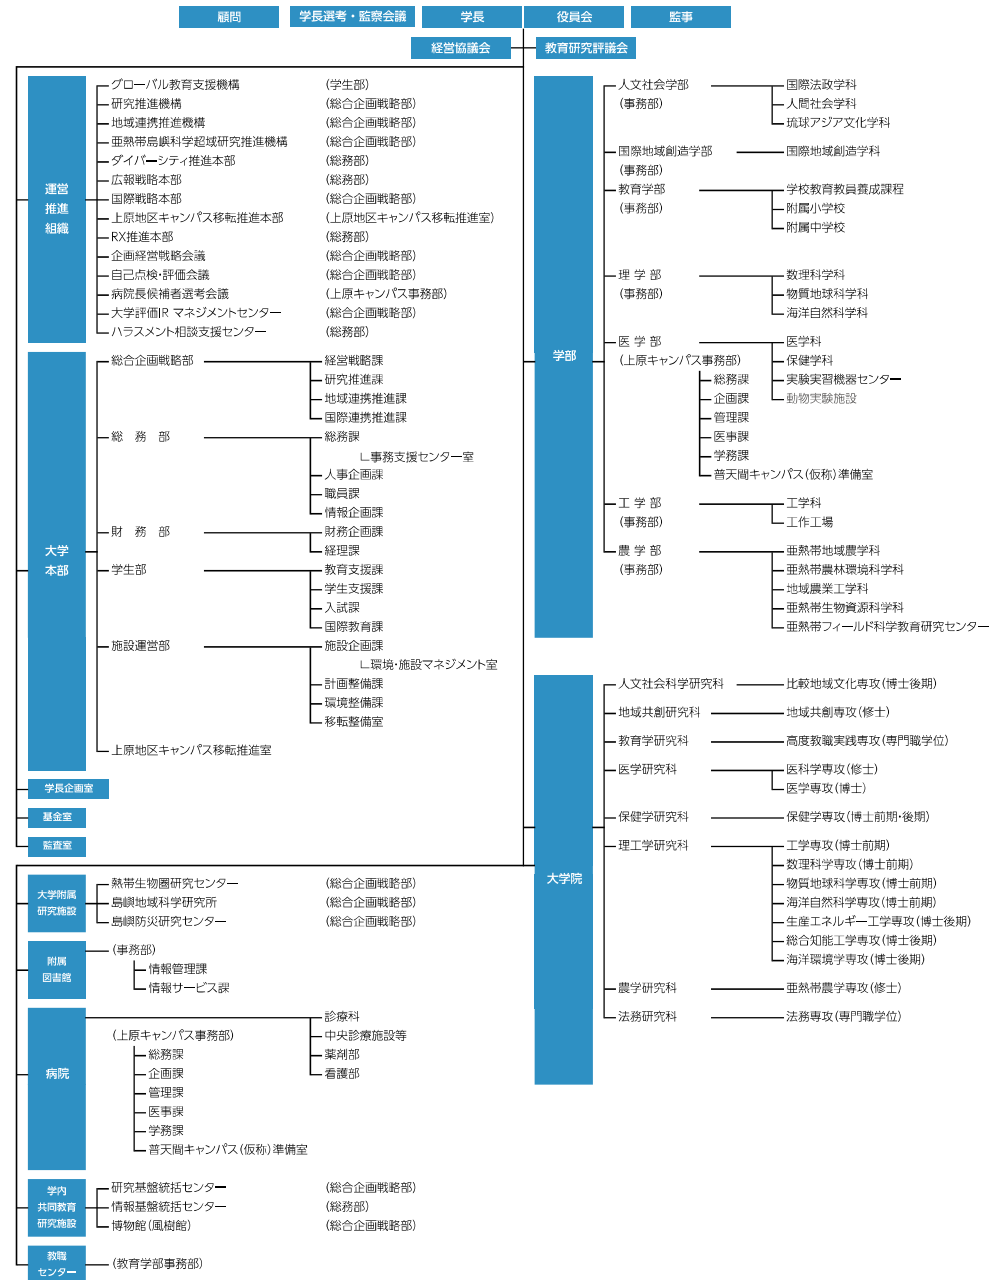 顧問
学長選考・監察会議
学長
役員会
監事
経営協議会
教育研究評議会
運営
推進
組織
グローバル教育支援機構 (学生部)
研究推進機構 (総合企画戦略部)
地域連携推進機構 (総合企画戦略部)
亜熱帯島嶼科学超域研究推進機構 (総合企画戦略部)
ダイバーシティ推進本部 (総務部)
広報戦略本部 (総務部)
国際戦略本部 (総合企画戦略部)
上原地区キャンパス移転推進本部 (上原地区キャンパス移転推進室)
RX推進本部 (総務部)
企画経営戦略会議 (総合企画戦略部)
自己点検・評価会議 (総合企画戦略部)
病院長候補者選考会議 (上原キャンパス事務部)
大学評価IR マネジメントセンター (総合企画戦略部)
ハラスメント相談支援センター (総務部)
大学
本部
総合企画戦略部
経営戦略課
研究推進課
地域連携推進課
国際連携推進課
総 務 部
総務課
∟事務支援センター室
人事企画課
職員課
情報企画課
財 務 部
財務企画課
経理課
学生部
教育支援課
学生支援課
入試課
国際教育課
施設運営部
施設企画課
∟環境・施設マネジメント室
計画整備課
環境整備課
移転整備室
上原地区キャンパス移転推進室
学長企画室
基金室
監査室
大学附属
研究施設
熱帯生物圏研究センター (総合企画戦略部)
島嶼地域科学研究所 (総合企画戦略部)
島嶼防災研究センター (総合企画戦略部)
附属
図書館
(事務部)
情報管理課
情報サービス課
病院
診療科
中央診療施設等
薬剤部
看護部
(上原キャンパス事務部)
総務課
企画課
管理課
医事課
学務課
普天間キャンパス(仮称)準備室
学内
共同教育
研究施設
研究基盤統括センター (総合企画戦略部)
情報基盤統括センター (総務部)
博物館(風樹館) (総合企画戦略部)
教職
センター
(教育学部事務部)
学部
人文社会学部
(事務部)
国際法政学科
人間社会学科
琉球アジア文化学科
国際地域創造学部
(事務部)
国際地域創造学科
教育学部
(事務部)
学校教育教員養成課程
附属小学校
附属中学校
理 学 部
(事務部)
数理科学科
物質地球科学科
海洋自然科学科
医 学 部
(上原キャンパス事務部)
総務課
企画課
管理課
医事課
学務課
普天間キャンパス(仮称)準備室
医学科
保健学科
実験実習機器センター
動物実験施設
工 学 部
(事務部)
工学科
工作工場
農 学 部
(事務部)
亜熱帯地域農学科
亜熱帯農林環境科学科
地域農業工学科
亜熱帯生物資源科学科
亜熱帯フィールド科学教育研究センター
大学院
人文社会科学研究科 比較地域文化専攻(博士後期)
地域共創研究科 地域共創専攻(修士)
教育学研究科 高度教職実践専攻(専門職学位)
医学研究科 医科学専攻(修士)
医学専攻(博士)
保健学研究科 保健学専攻(博士前期・後期)
理工学研究科 工学専攻(博士前期)
数理科学専攻(博士前期)
物質地球科学専攻(博士前期)
海洋自然科学専攻(博士前期)
生産エネルギー工学専攻(博士後期)
総合知能工学専攻(博士後期)
海洋環境学専攻(博士後期)
農学研究科 亜熱帯農学専攻(修士)
法務研究科 法務専攻(専門職学位)